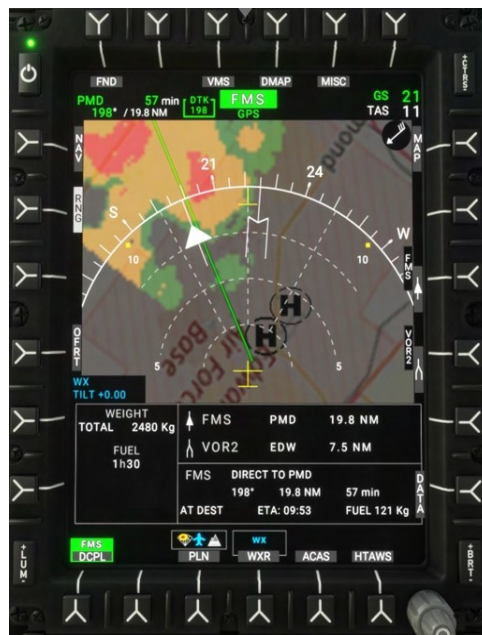 FND VMS DMAP MISC
+CTRS-
PMD 57 min DTK FMS GS 21
198° / 19.8 NM 198 GPS TAS 11
NAV MAP
21 24
RNG
S W
10 10
FMS
H
H
Base
OFRT VOR2
5 5
WX
TILT +0.00
WEIGHT
TOTAL 2480 Kg
FUEL
1h30
FMS PMD 19.8 NM
VOR2 EDW 7.5 NM
FMS DIRECT TO PMD
198° 19.8 NM 57 min
AT DEST ETA: 09:53 FUEL 121 Kg
DATA
FMS WX
DCPL PLN WXR ACAS HTAWS
+LUM- +BRT-